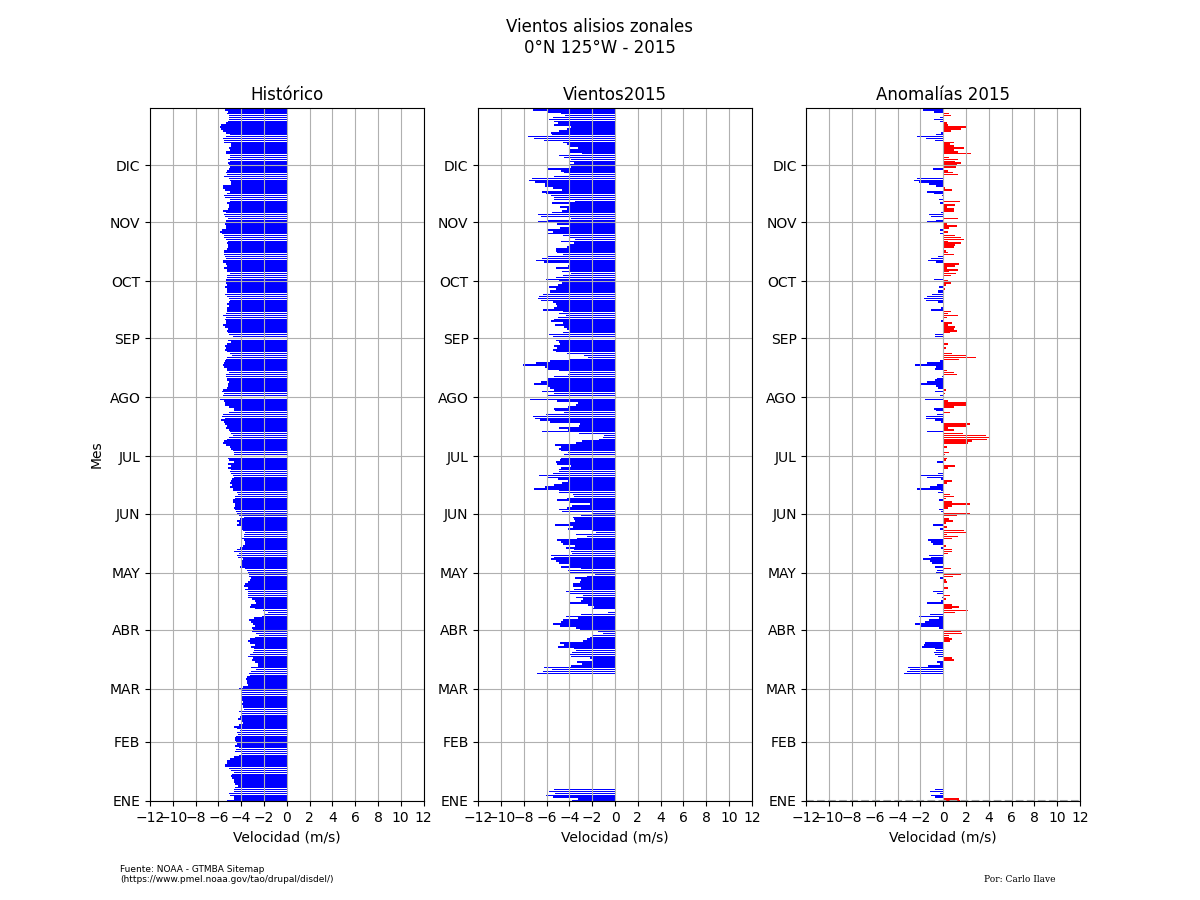 Vientos alisios zonales
0°N 125°W - 2015
Histórico
Vientos2015
Anomalías 2015
Mes
DIC
NOV
OCT
SEP
AGO
JUL
JUN
MAY
ABR
MAR
FEB
ENE
−12 −10 −8 −6 −4 −2 0 2 4 6 8 10 12
Velocidad (m/s)
DIC
NOV
OCT
SEP
AGO
JUL
JUN
MAY
ABR
MAR
FEB
ENE
−12 −10 −8 −6 −4 −2 0 2 4 6 8 10 12
Velocidad (m/s)
DIC
NOV
OCT
SEP
AGO
JUL
JUN
MAY
ABR
MAR
FEB
ENE
−12 −10 −8 −6 −4 −2 0 2 4 6 8 10 12
Velocidad (m/s)
Fuente: NOAA - GTMBA Sitemap
(https://www.pmel.noaa.gov/tao/drupal/disdel/)
Por: Carlo Ilave